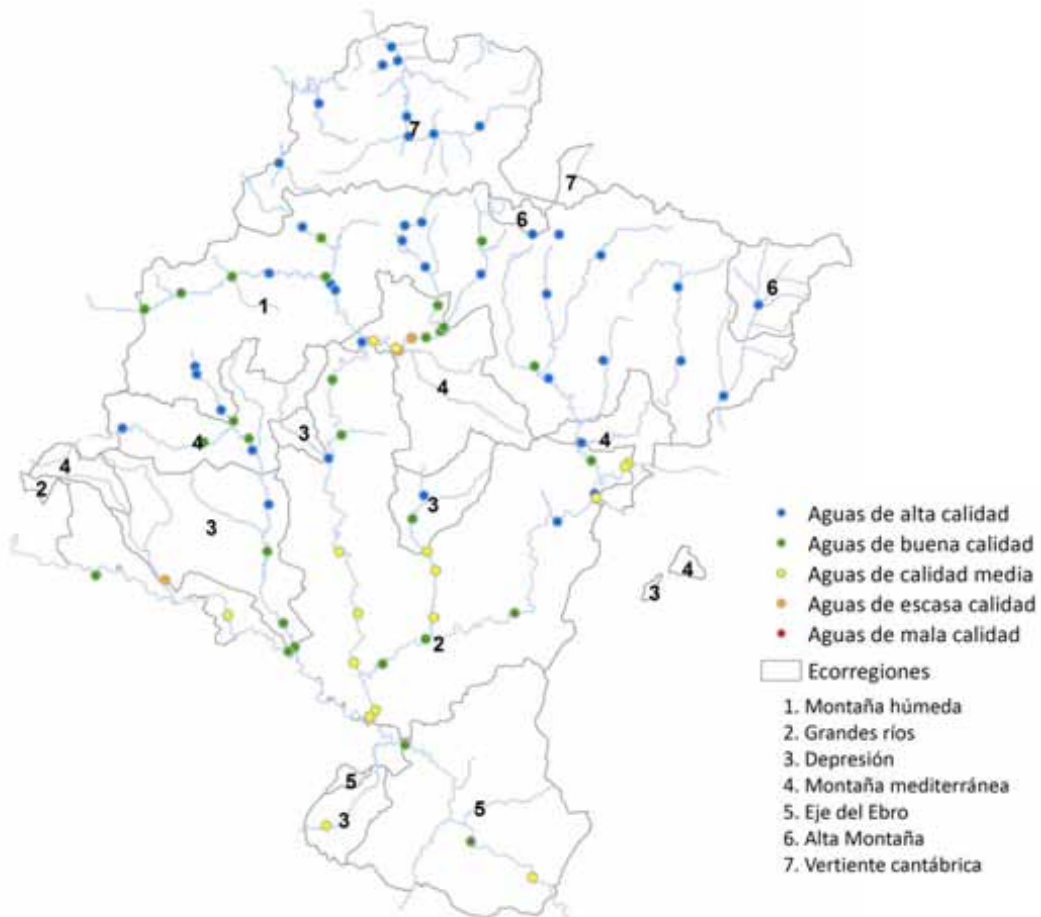 7
7
6
6
1
4
3
4
4
2
3
3
4
4
3
2
5
3
5
Aguas de alta calidad
Aguas de buena calidad
Aguas de calidad media
Aguas de escasa calidad
Aguas de mala calidad
Ecorregiones
1. Montaña húmeda
2. Grandes ríos
3. Depresión
4. Montaña mediterránea
5. Eje del Ebro
6. Alta Montaña
7. Vertiente cantábrica